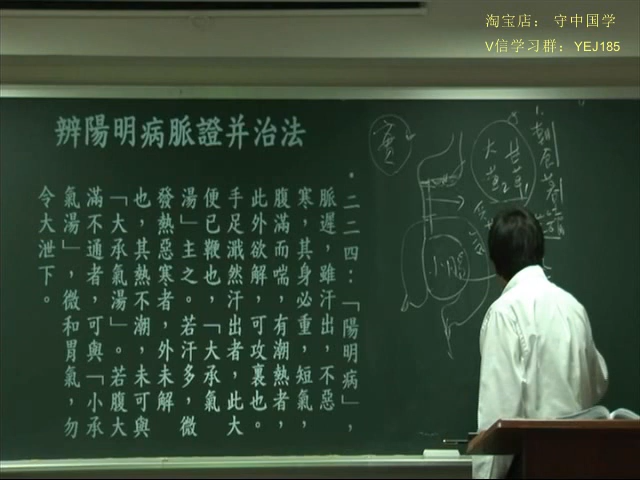 淘宝店： 守中国学
V信学习群：YEJ185
辨陽明病脈證并治法
·二二四：「陽明病」，
脈遲，雖汗出，不惡
寒，其身必重，短氣，
腹滿而喘，有潮熱者，
此外欲解，可攻裏也。
手足濈然汗出者，此大
便已鞕也，「大承氣
湯」主之。若汗多，微
發熱惡寒者，外未解
也，其熱不潮，未可與
「大承氣湯」。若腹大
滿不通者，可與「小承
氣湯」，微和胃氣，勿
令大泄下。
實
小腸